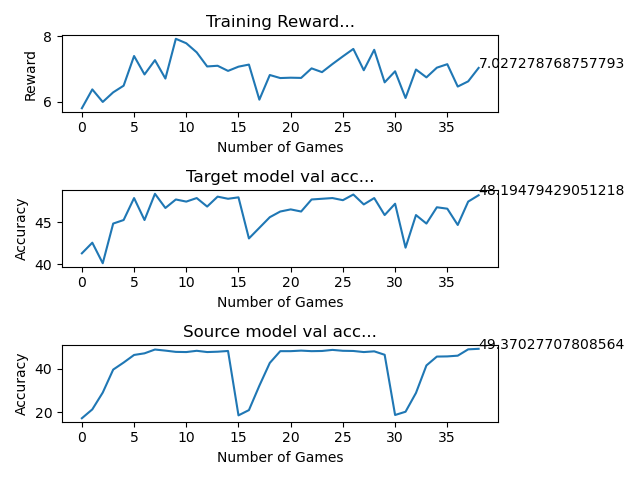 Training Reward...
8
6
Reward
7.027278768757793
0 5 10 15 20 25 30 35
Number of Games
Target model val acc...
45
40
Accuracy
48.19479429051218
0 5 10 15 20 25 30 35
Number of Games
Source model val acc...
40
20
Accuracy
49.37027707808564
0 5 10 15 20 25 30 35
Number of Games